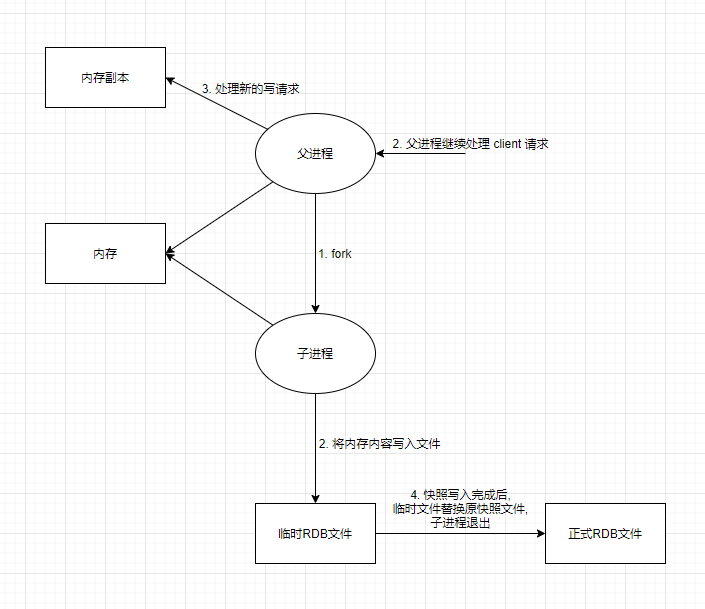 内存副本
3. 处理新的写请求
父进程
2. 父进程继续处理 client 请求
内存
1. fork
子进程
2. 将内存内容写入文件
4. 快照写入完成后,
临时文件替换原快照文件,
子进程退出
临时RDB文件
正式RDB文件